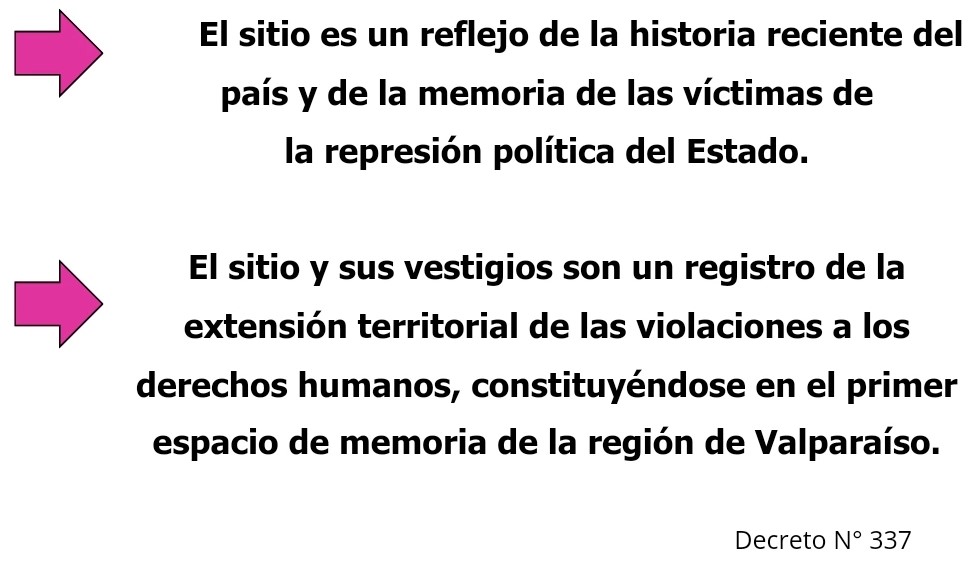 El sitio es un reflejo de la historia reciente del
país y de la memoria de las víctimas de
la represión política del Estado.
El sitio y sus vestigios son un registro de la
extensión territorial de las violaciones a los
derechos humanos, constituyéndose en el primer
espacio de memoria de la región de Valparaíso.
Decreto N° 337